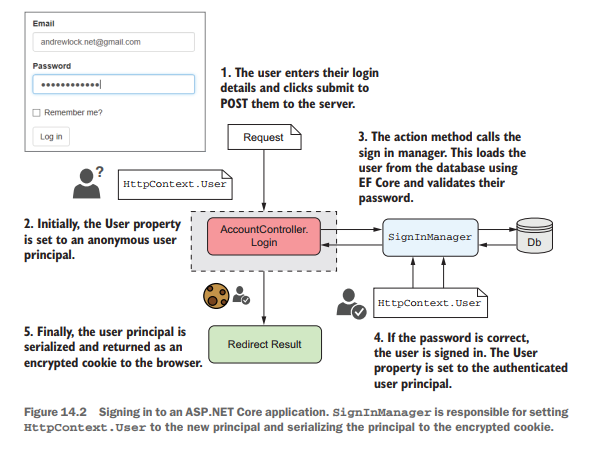 Email
andrewlock.net@gmail.com
Password
Remember me?
Log in
1. The user enters their login
details and clicks submit to
POST them to the server.
Request
3. The action method calls the
sign in manager. This loads the
user from the database using
EF Core and validates their
password.
?
HttpContext.User
2. Initially, the User property
is set to an anonymous user
principal.
AccountController.
Login
SignInManager
Db
HttpContext.User
5. Finally, the user principal is
serialized and returned as an
encrypted cookie to the browser.
Redirect Result
4. If the password is correct,
the user is signed in. The User
property is set to the authenticated
user principal.
Figure 14.2 Signing in to an ASP.NET Core application. SignInManager is responsible for setting
HttpContext.User to the new principal and serializing the principal to the encrypted cookie.